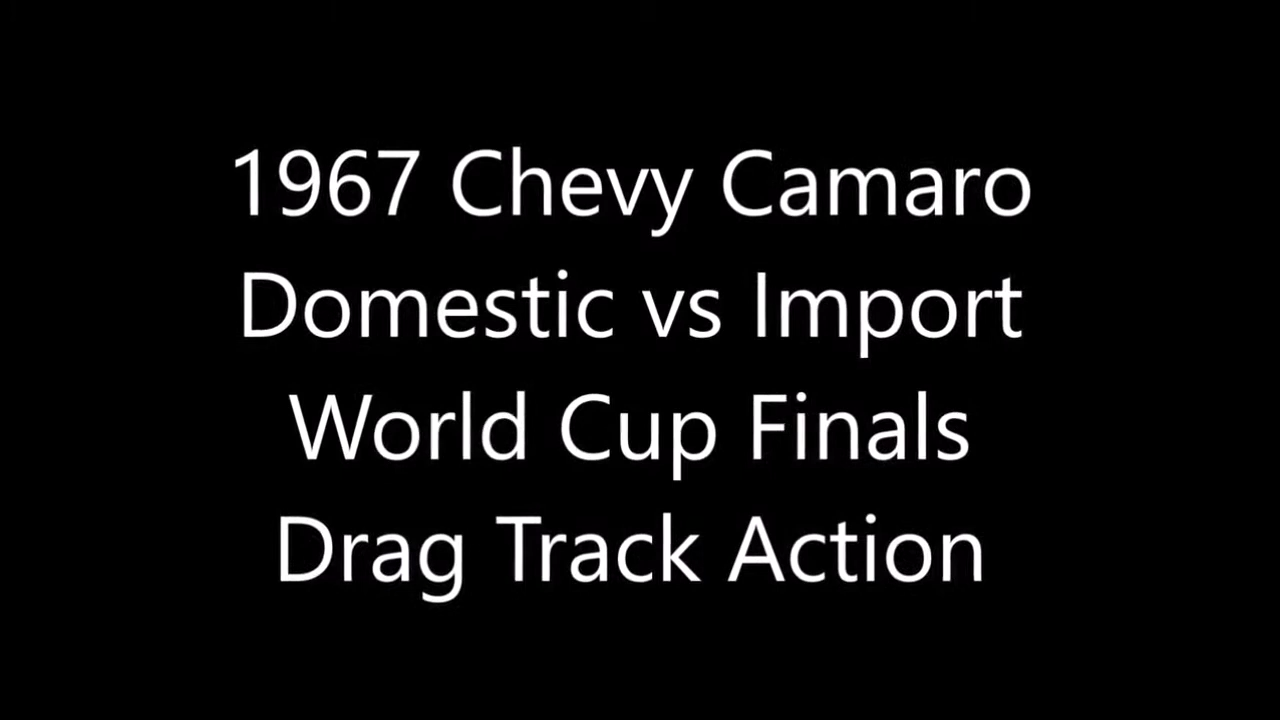 1967 Chevy Camaro
Domestic vs Import
World Cup Finals
Drag Track Action